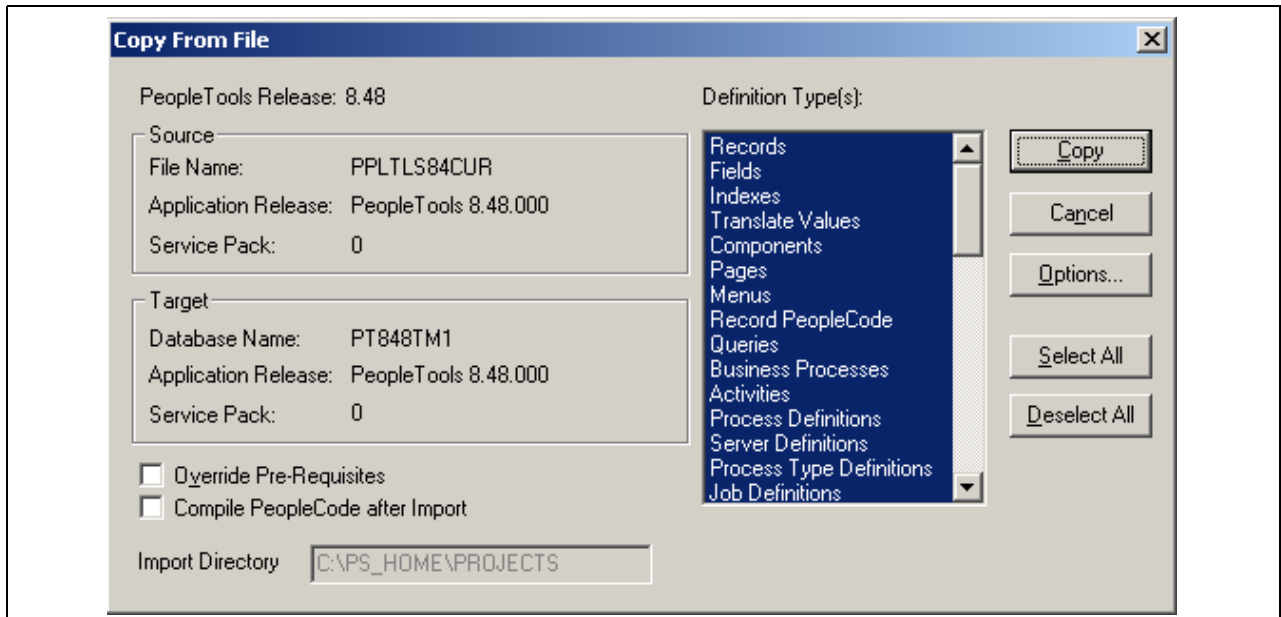 Copy From File
PeopleTools Release: 8.48
Source
File Name: PPLTLS84CUR
Application Release: PeopleTools 8.48.000
Service Pack: 0
Target
Database Name: PT848TM1
Application Release: PeopleTools 8.48.000
Service Pack: 0
Override Pre-Requisites
Compile PeopleCode after Import
Import Directory C:\PS_HOME\PROJECTS
Definition Type(s):
Records
Fields
Indexes
Translate Values
Components
Pages
Menus
Record PeopleCode
Queries
Business Processes
Activities
Process Definitions
Server Definitions
Process Type Definitions
Job Definitions
Copy
Cancel
Options...
Select All
Deselect All